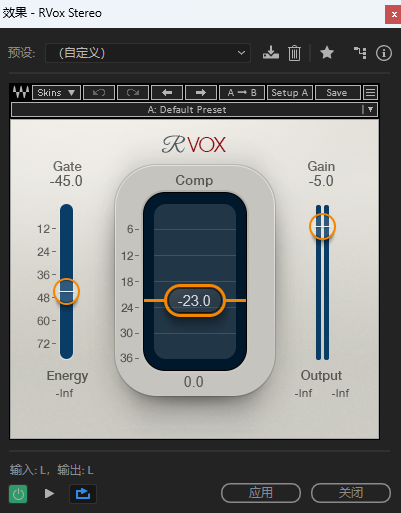 效果 - RVox Stereo
预设: (自定义)
Skins A → B Setup A Save
A: Default Preset
R VOX
Gate Comp Gain
-45.0 -5.0
12 6
24 12
36 18
48 24 -23.0
60 30
72 36
Energy 0.0 Output
-Inf -Inf -Inf
输入: L, 输出: L
应用 关闭